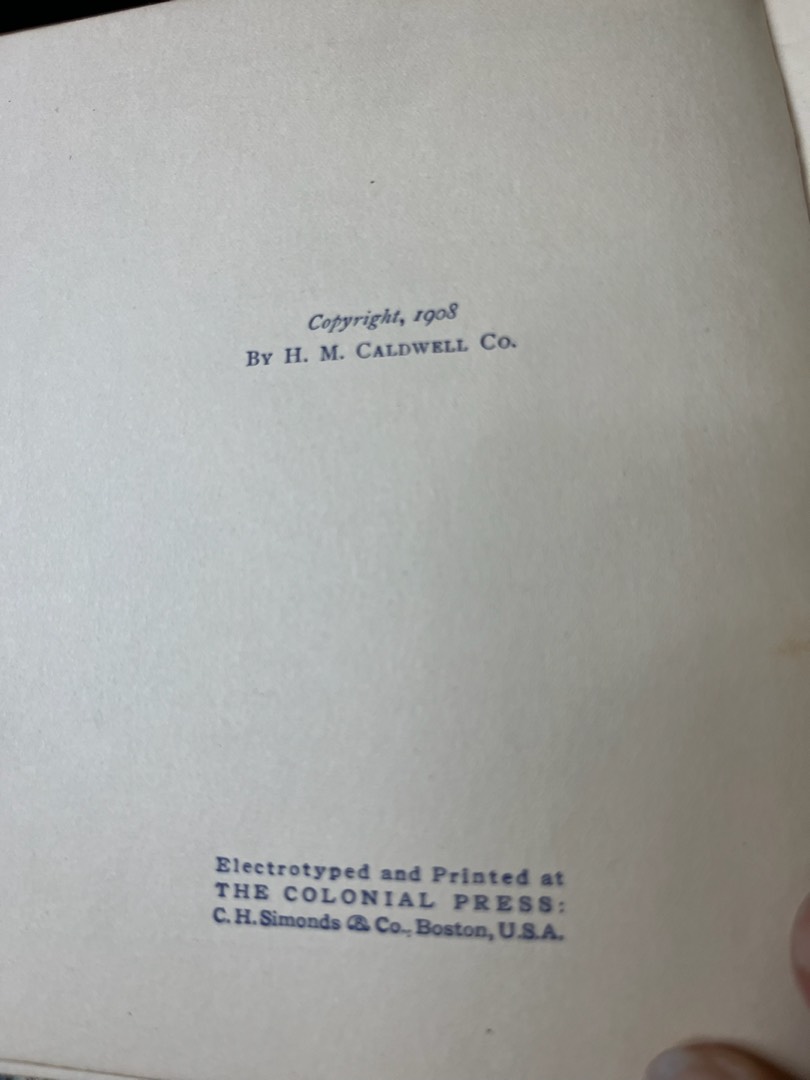 Copyright, 1908
By H. M. Caldwell Co.
Electrotyped and Printed at
THE COLONIAL PRESS:
C. H. Simonds & Co., Boston, U.S.A.